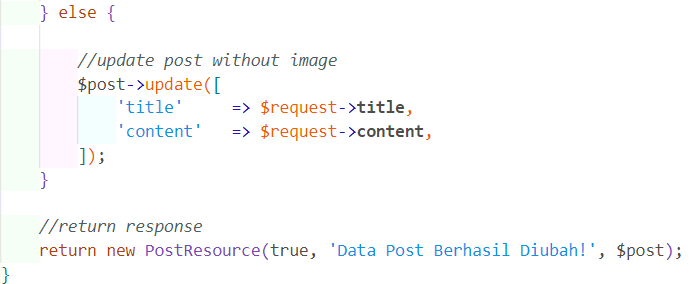 } else {
//update post without image
$post->update([
'title'     => $request->title,
'content'   => $request->content,
]);
}
//return response
return new PostResource(true, 'Data Post Berhasil Diubah!', $post);
}